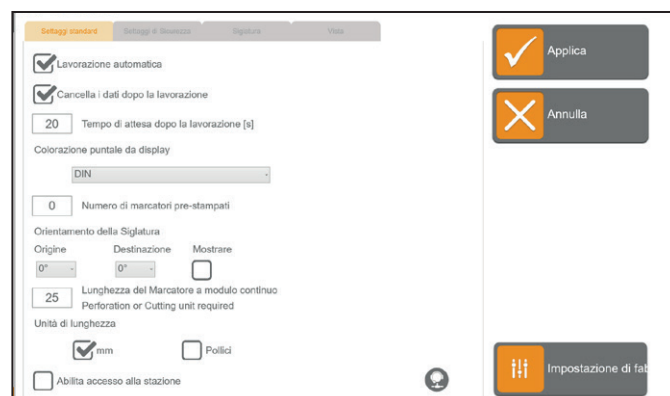 Settaggi standard
Settaggi di Sicurezza
Siglatura
Vista
Lavorazione automatica
Cancella i dati dopo la lavorazione
20 Tempo di attesa dopo la lavorazione [s]
Colorazione puntale da display
DIN
0 Numero di marcatori pre-stampati
Orientamento della Siglatura
Origine Destinazione Mostrare
0° 0°
25 Lunghezza del Marcatore a modulo continuo
Perforation or Cutting unit required
Unità di lunghezza
mm Pollici
Abilita accesso alla stazione
Applica
Annulla
Impostazione di fab